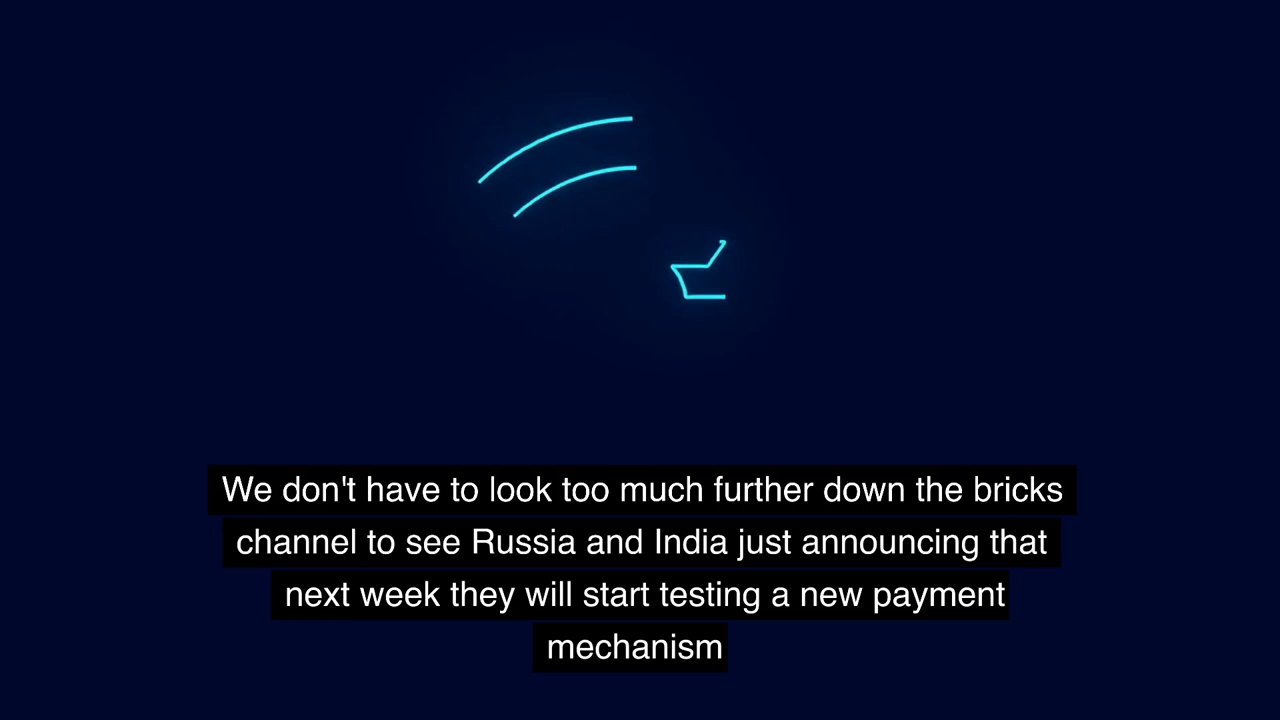 We don't have to look too much further down the bricks
channel to see Russia and India just announcing that
next week they will start testing a new payment
mechanism